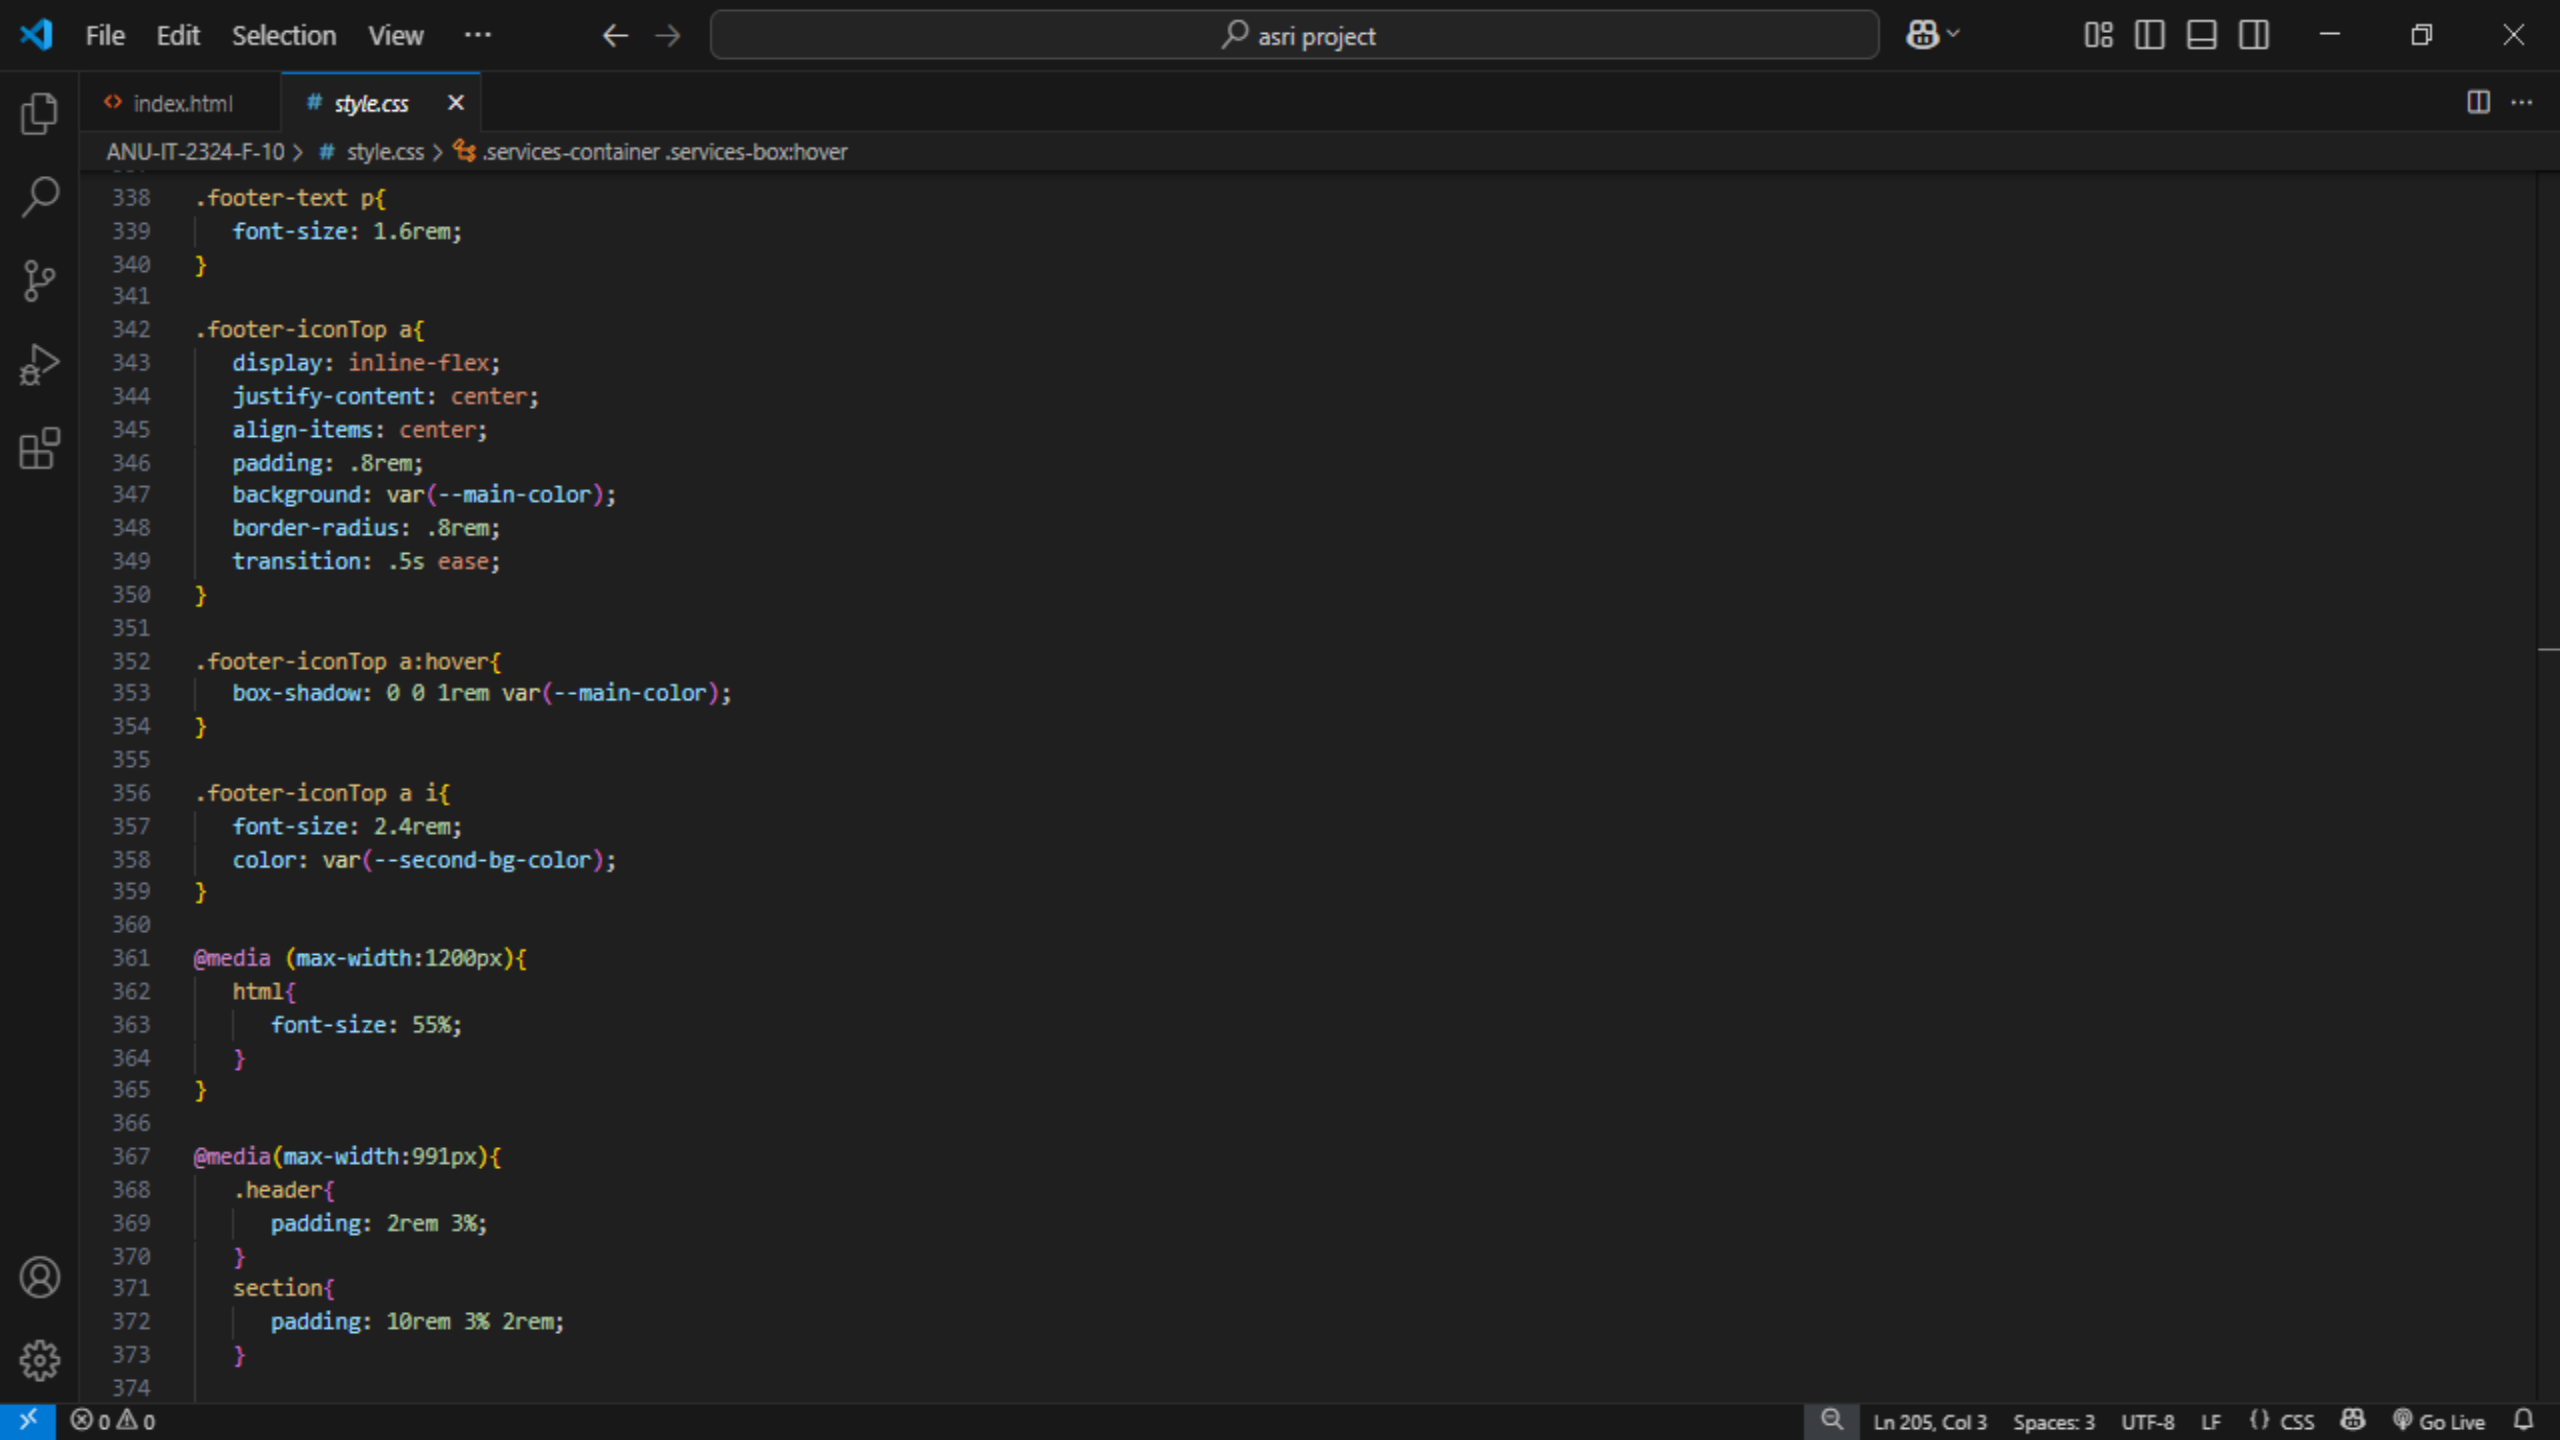 File Edit Selection View ··· asri project
index.html style.css
ANU-IT-2324-F-10 > style.css > .services-container .services-box:hover
338 .footer-text p{
339 font-size: 1.6rem;
340 }
341
342 .footer-iconTop a{
343 display: inline-flex;
344 justify-content: center;
345 align-items: center;
346 padding: .8rem;
347 background: var(--main-color);
348 border-radius: .8rem;
349 transition: .5s ease;
350 }
351
352 .footer-iconTop a:hover{
353 box-shadow: 0 0 1rem var(--main-color);
354 }
355
356 .footer-iconTop a i{
357 font-size: 2.4rem;
358 color: var(--second-bg-color);
359 }
360
361 @media (max-width:1200px){
362 html{
363 font-size: 55%;
364 }
365 }
366
367 @media(max-width:991px){
368 .header{
369 padding: 2rem 3%;
370 }
371 section{
372 padding: 10rem 3% 2rem;
373 }
374
0 0 Ln 205, Col 3 Spaces: 3 UTF-8 LF {} CSS Go Live